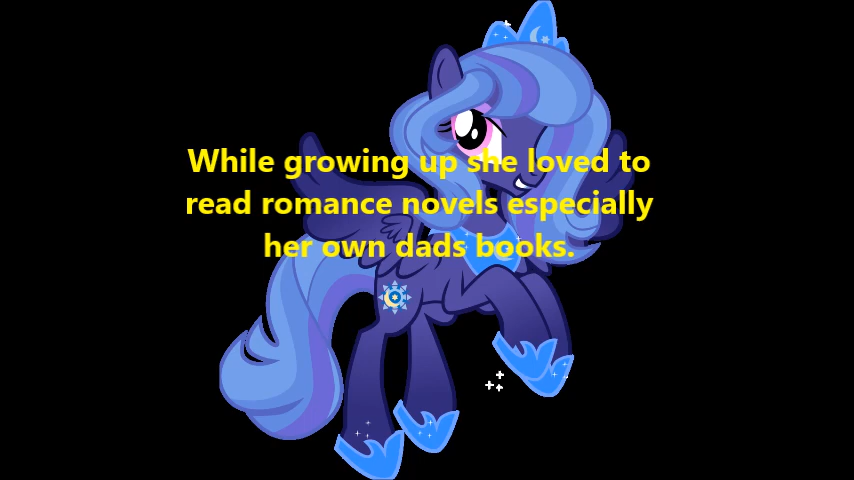 While growing up she loved to
read romance novels especially
her own dads books.